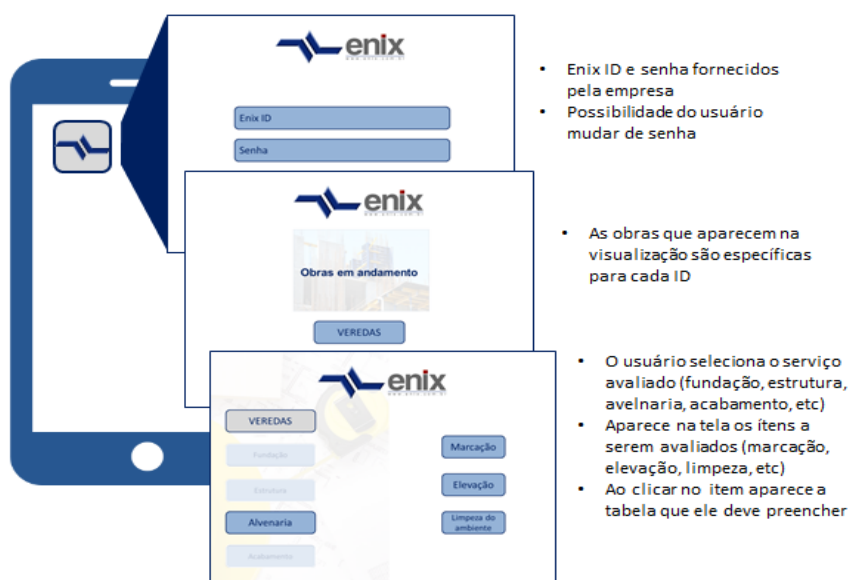 enix
Enix ID
Senha
• Enix ID e senha fornecidos
pela empresa
• Possibilidade do usuário
mudar de senha
enix
Obras em andamento
VEREDAS
• As obras que aparecem na
visualização são específicas
para cada ID
enix
VEREDAS
Fundação
Estrutura
Alvenaria
Acabamento
Marcação
Elevação
Limpeza do
ambiente
• O usuário seleciona o serviço
avaliado (fundação, estrutura,
avelnaria, acabamento, etc)
• Aparece na tela os ítens a
serem avaliados (marcação,
elevação, limpeza, etc)
• Ao clicar no item aparece a
tabela que ele deve preencher